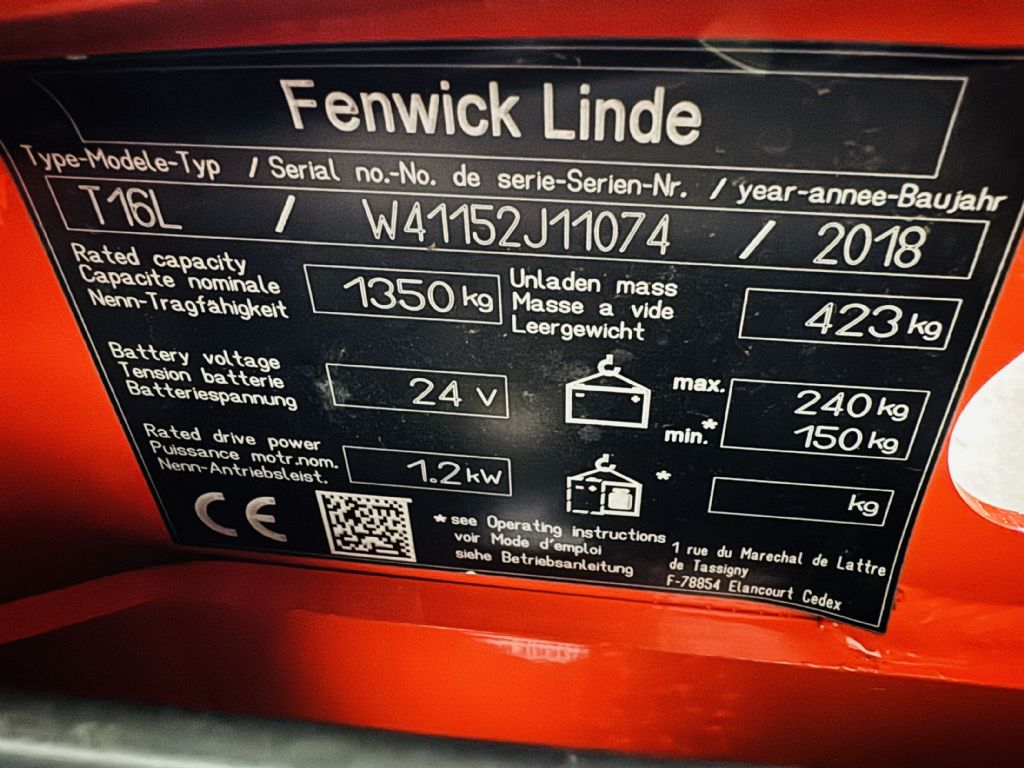 Fenwick Linde
Type-Modele-Typ / Serial no.-No. de serie-Serien-Nr. / year-annee-Baujahr
T16L / W41152J11074 / 2018
Rated capacity
Capacite nominale
Nenn-Tragfähigkeit
1350 kg
Unladen mass
Masse a vide
Leergewicht
423 kg
Battery voltage
Tension batterie
Batteriespannung
24 V
max. 240 kg
min.* 150 kg
Rated drive power
Puissance motr.nom.
Nenn-Antriebsleist.
1.2 kW
* kg
CE
* see Operating instructions
voir Mode d'emploi
siehe Betriebsanleitung
1 rue du Marechal de Lattre
de Tassigny
F-78854 Elancourt Cedex